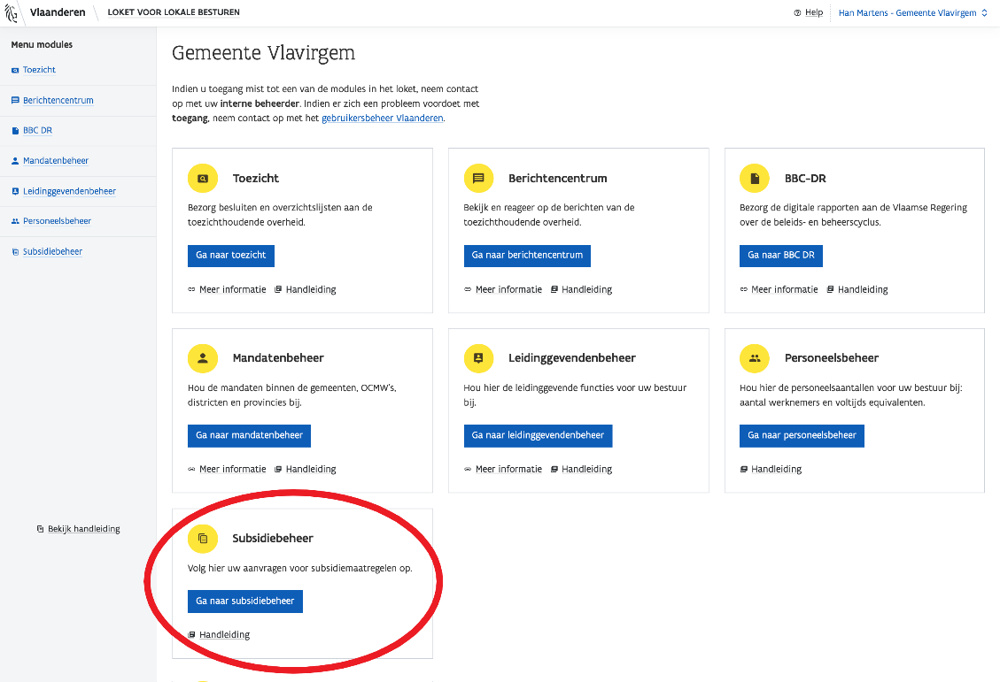 Vlaanderen
LOKET VOOR LOKALE BESTUREN
Help
Han Martens - Gemeente Vlavirgem
Menu modules
Toezicht
Berichtencentrum
BBC DR
Mandatenbeheer
Leidinggevendenbeheer
Personeelsbeheer
Subsidiebeheer
Bekijk handleiding
Gemeente Vlavirgem
Indien u toegang mist tot een van de modules in het loket, neem contact
op met uw interne beheerder. Indien er zich een probleem voordoet met
toegang, neem contact op met het gebruikersbeheer Vlaanderen.
Toezicht
Bezorg besluiten en overzichtslijsten aan de
toezichthoudende overheid.
Ga naar toezicht
Meer informatie Handleiding
Berichtencentrum
Bekijk en reageer op de berichten van de
toezichthoudende overheid.
Ga naar berichtencentrum
Meer informatie Handleiding
BBC-DR
Bezorg de digitale rapporten aan de Vlaamse Regering
over de beleids- en beheerscyclus.
Ga naar BBC DR
Meer informatie Handleiding
Mandatenbeheer
Hou de mandaten binnen de gemeenten, OCMW's,
districten en provincies bij.
Ga naar mandatenbeheer
Meer informatie Handleiding
Leidinggevendenbeheer
Hou hier de leidinggevende functies voor uw bestuur
bij.
Ga naar leidinggevendenbeheer
Meer informatie Handleiding
Personeelsbeheer
Hou hier de personeelsaantallen voor uw bestuur bij:
aantal werknemers en voltijds equivalenten.
Ga naar personeelsbeheer
Handleiding
Subsidiebeheer
Volg hier uw aanvragen voor subsidiemaatregelen op.
Ga naar subsidiebeheer
Handleiding